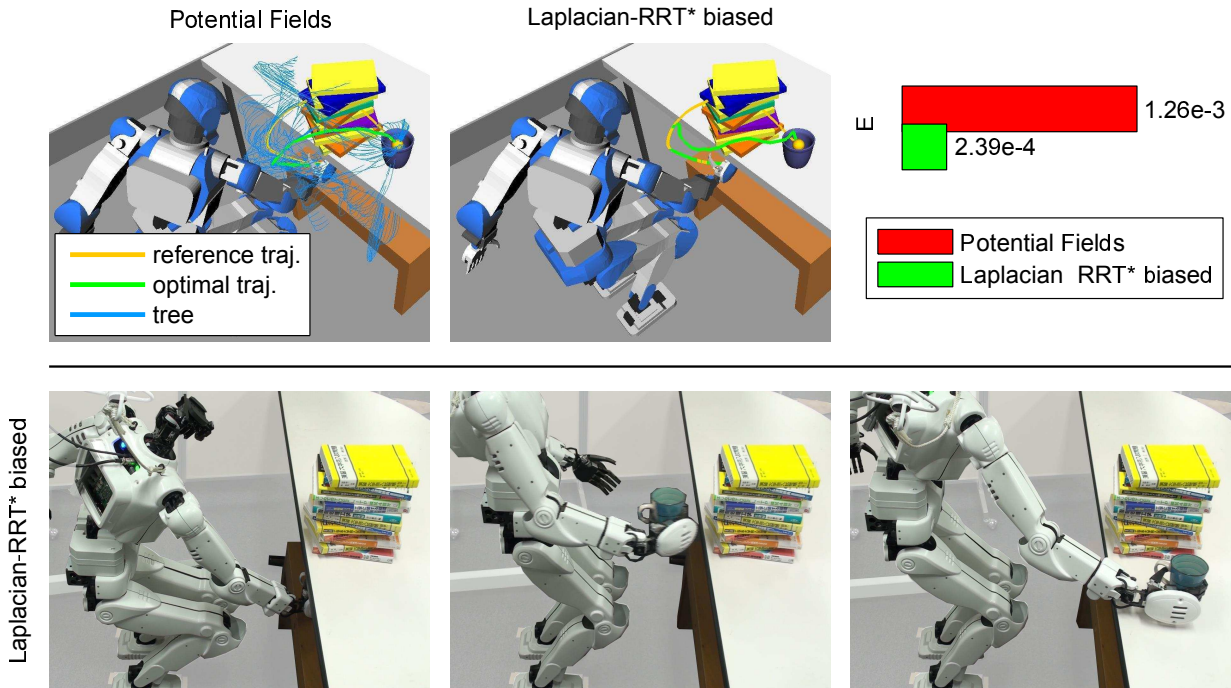 Potential Fields
Laplacian-RRT* biased
reference traj.
optimal traj.
tree
E
1.26e-3
2.39e-4
Potential Fields
Laplacian RRT* biased
Laplacian-RRT* biased